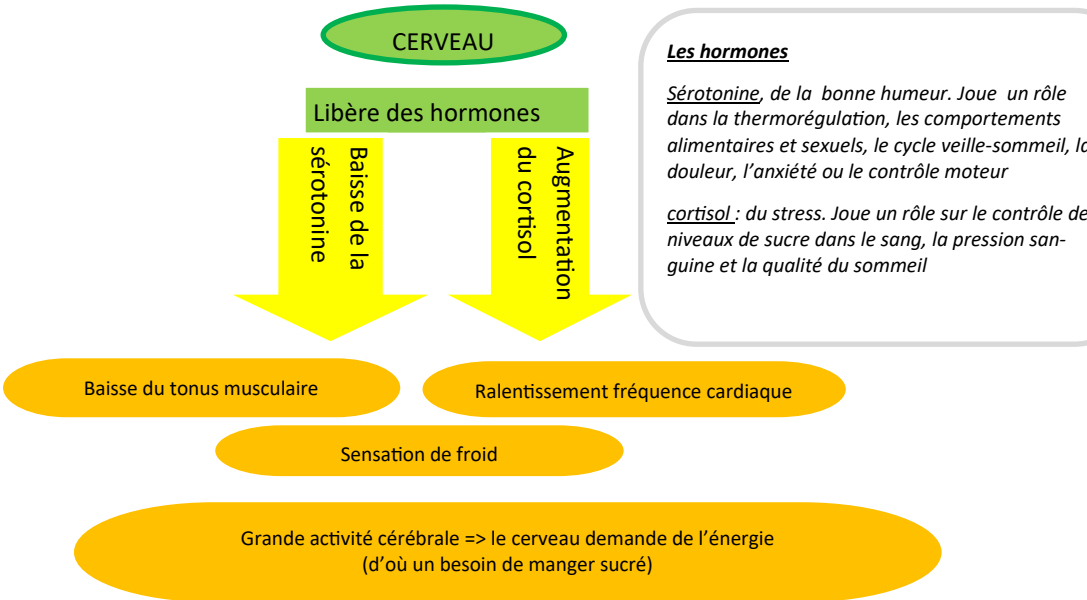 CERVEAU
Libère des hormones
Baisse de la
sérotonine
Augmentation
du cortisol
Les hormones
Sérotonine, de la bonne humeur. Joue un rôle
dans la thermorégulation, les comportements
alimentaires et sexuels, le cycle veille-sommeil,
douleur, l’anxiété ou le contrôle moteur
cortisol : du stress. Joue un rôle sur le contrôle
niveaux de sucre dans le sang, la pression san-
guine et la qualité du sommeil
Baisse du tonus musculaire
Ralentissement fréquence cardiaque
Sensation de froid
Grande activité cérébrale => le cerveau demande de l’énergie
(d’où un besoin de manger sucré)